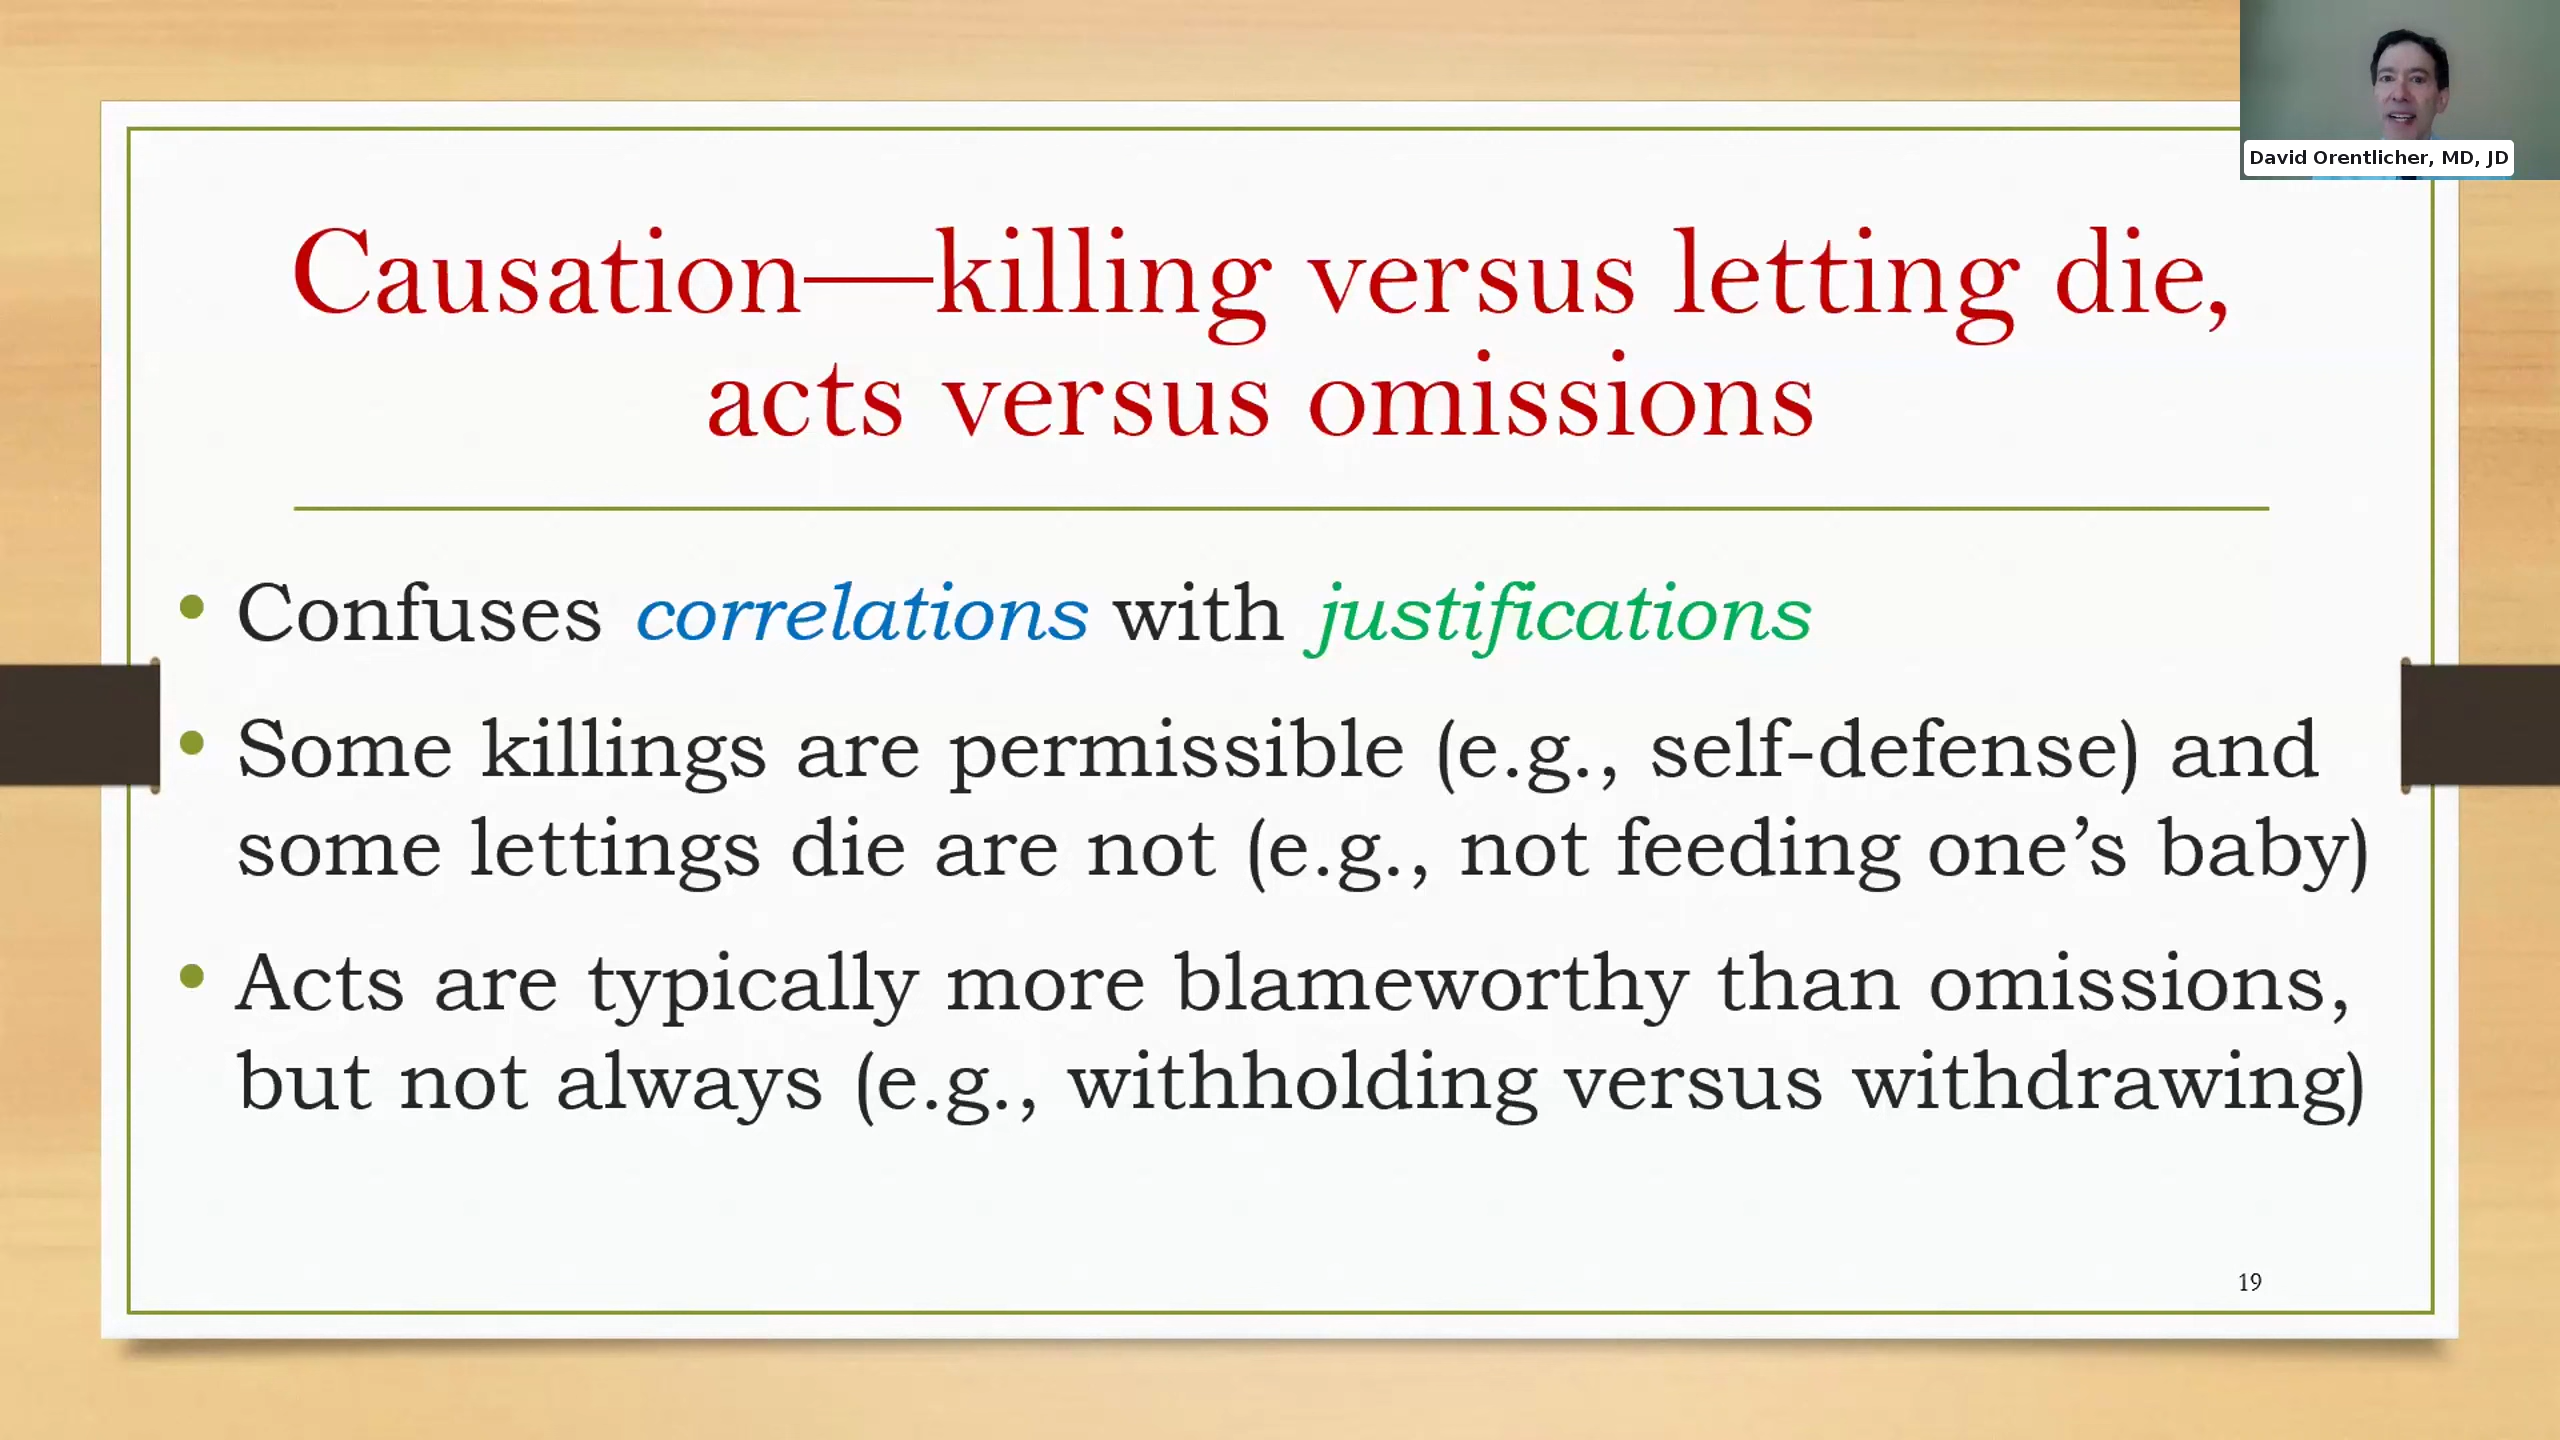 David Orentlicher, MD, JD
Causation—killing versus letting die,
acts versus omissions
• Confuses correlations with justifications
• Some killings are permissible (e.g., self-defense) and
some lettings die are not (e.g., not feeding one’s baby)
• Acts are typically more blameworthy than omissions,
but not always (e.g., withholding versus withdrawing)
19